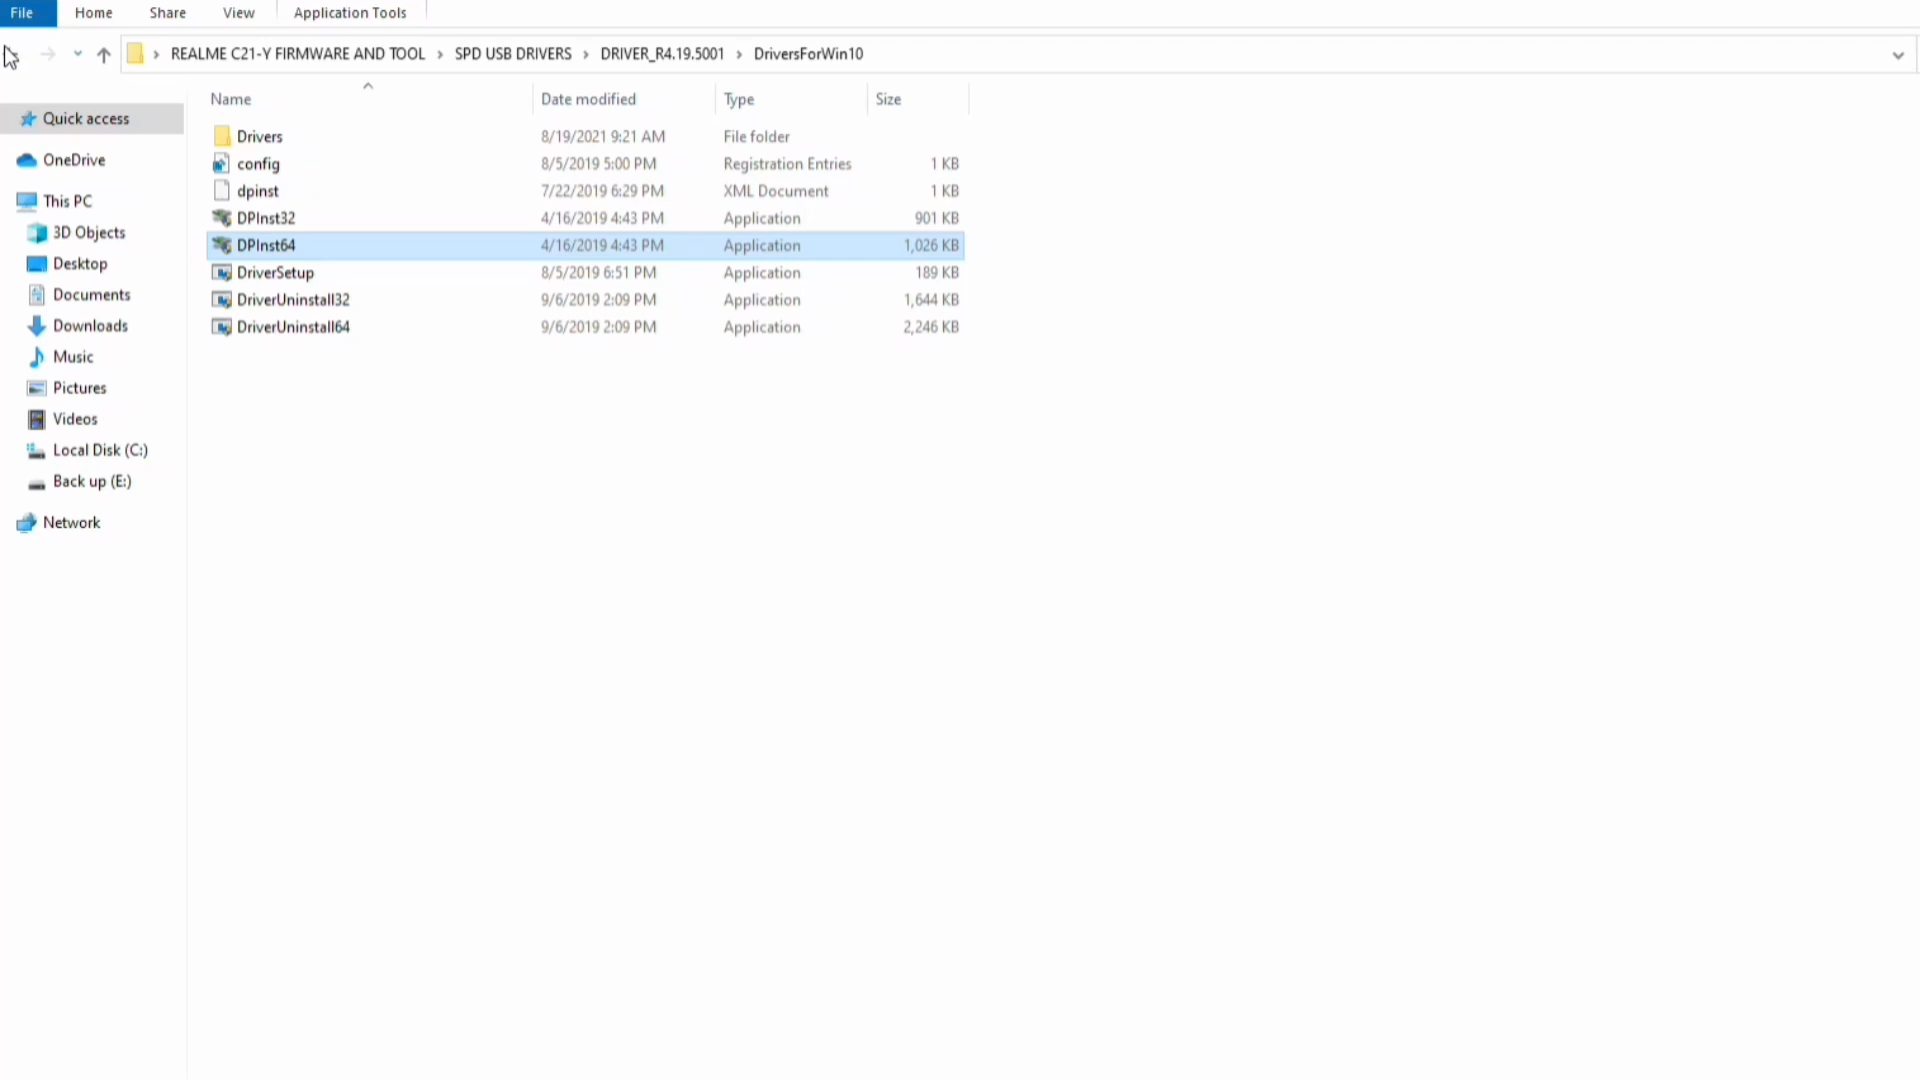 File Home Share View Application Tools
REALME C21-Y FIRMWARE AND TOOL › SPD USB DRIVERS › DRIVER_R4.19.5001 › DriversForWin10
Name Date modified Type Size
Quick access
OneDrive
This PC
3D Objects
Desktop
Documents
Downloads
Music
Pictures
Videos
Local Disk (C:)
Back up (E:)
Network
Drivers 8/19/2021 9:21 AM File folder
config 8/5/2019 5:00 PM Registration Entries 1 KB
dpinst 7/22/2019 6:29 PM XML Document 1 KB
DPInst32 4/16/2019 4:43 PM Application 901 KB
DPInst64 4/16/2019 4:43 PM Application 1,026 KB
DriverSetup 8/5/2019 6:51 PM Application 189 KB
DriverUninstall32 9/6/2019 2:09 PM Application 1,644 KB
DriverUninstall64 9/6/2019 2:09 PM Application 2,246 KB